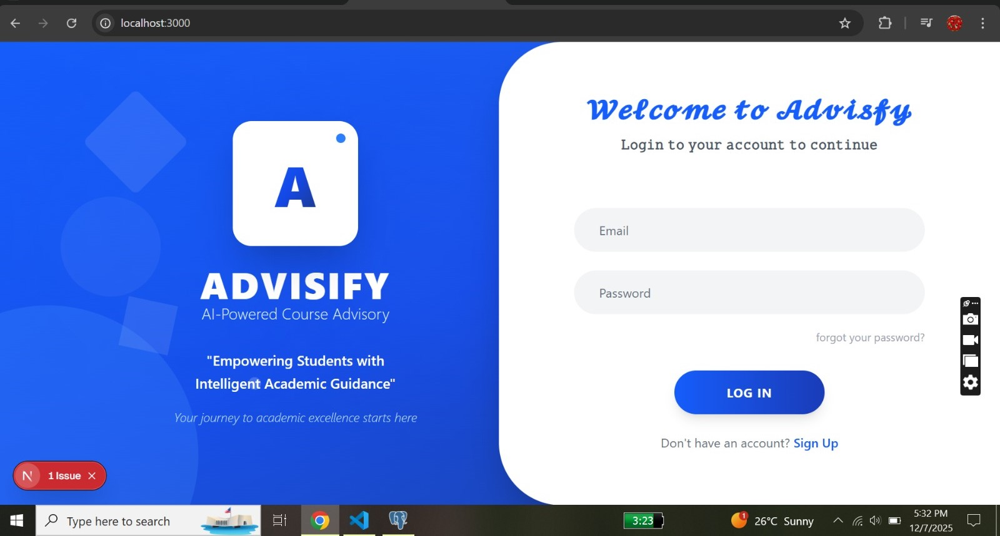 localhost:3000
A
ADVISIFY
AI-Powered Course Advisory
"Empowering Students with
Intelligent Academic Guidance"
Your journey to academic excellence starts here
N
1 Issue
Welcome to Advisfy
Login to your account to continue
Email
Password
forgot your password?
LOG IN
Don't have an account? Sign Up
Type here to search
3:23
1
26°C Sunny
5:32 PM
12/7/2025